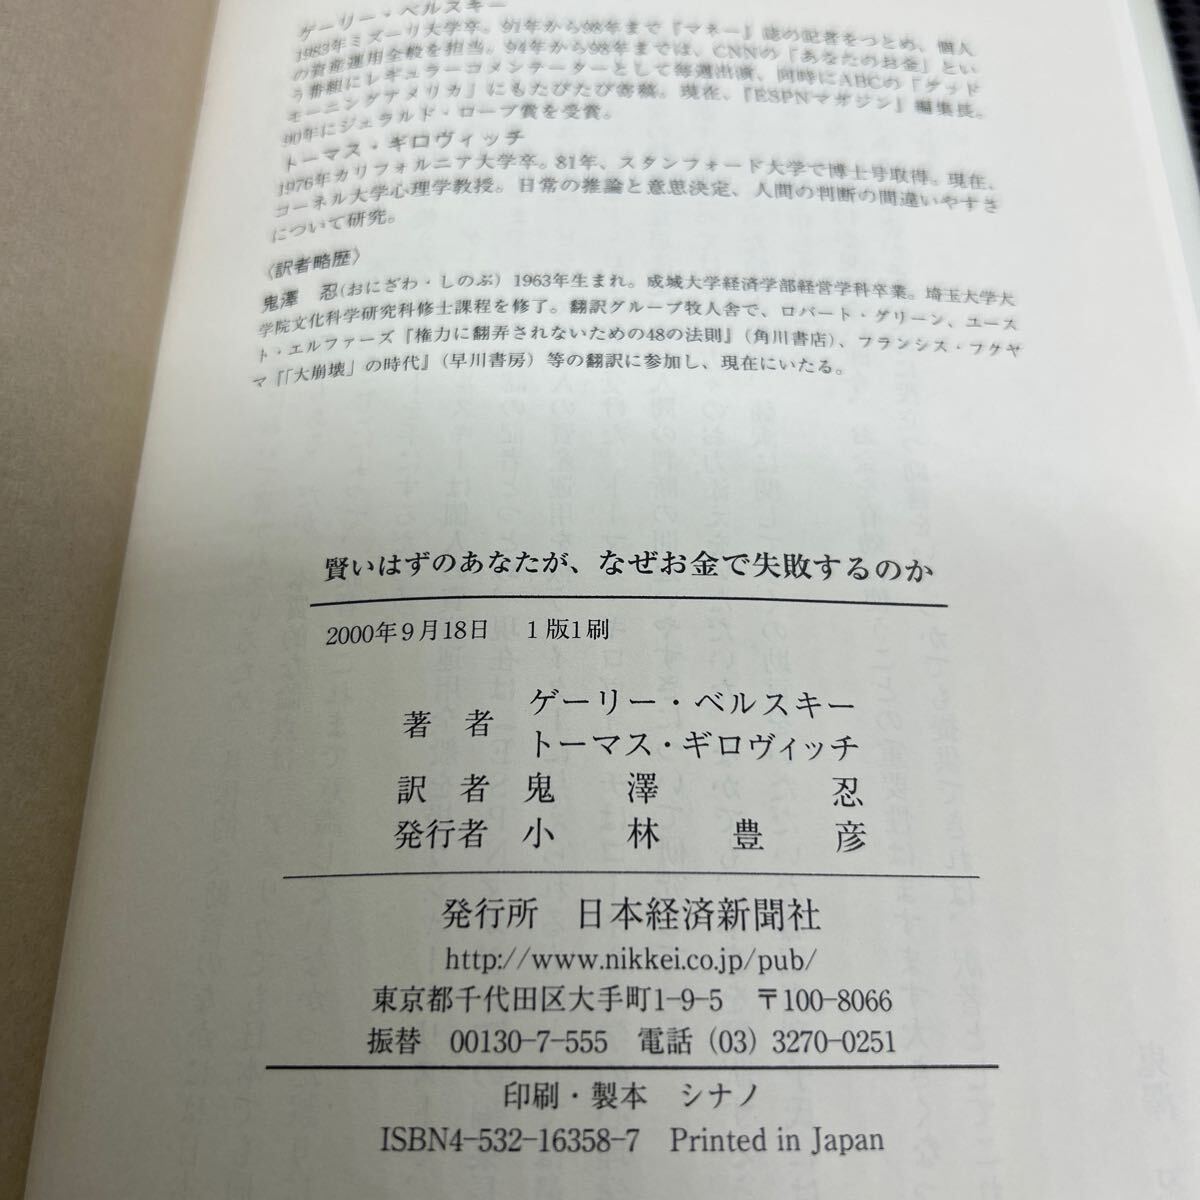 ゲーリー・ベルスキー
1983年ミズーリ大学卒。91年から98年まで『マネー』誌の記者をつとめ、個人
の資産運用全般を担当。94年から98年までは、CNNの「あなたのお金」とい
う番組にレギュラーコメンテーターとして毎週出演、同時にABCの「グッド
モーニングアメリカ」にもたびたび寄稿。現在、『ESPNマガジン』編集長。
90年にジェラルド・ローブ賞を受賞。
トーマス・ギロヴィッチ
1976年カリフォルニア大学卒。81年、スタンフォード大学で博士号取得。現在、
コーネル大学心理学教授。日常の推論と意思決定、人間の判断の間違いやすさ
について研究。
〈訳者略歴〉
鬼澤 忍(おにざわ・しのぶ)1963年生まれ。成城大学経済学部経営学科卒業。埼玉大学大
学院文化科学研究科修士課程を修了。翻訳グループ牧人舎で、ロバート・グリーン、ユース
ト・エルファーズ『権力に翻弄されないための48の法則』(角川書店)、フランシス・フクヤ
マ『「大崩壊」の時代』(早川書房)等の翻訳に参加し、現在にいたる。
賢いはずのあなたが、なぜお金で失敗するのか
2000年9月18日 1版1刷
著者 ゲーリー・ベルスキー
トーマス・ギロヴィッチ
訳者 鬼澤忍
発行者 小林豊彦
発行所 日本経済新聞社
http://www.nikkei.co.jp/pub/
東京都千代田区大手町1-9-5 〒100-8066
振替 00130-7-555 電話 (03) 3270-0251
印刷・製本 シナノ
ISBN4-532-16358-7 Printed in Japan